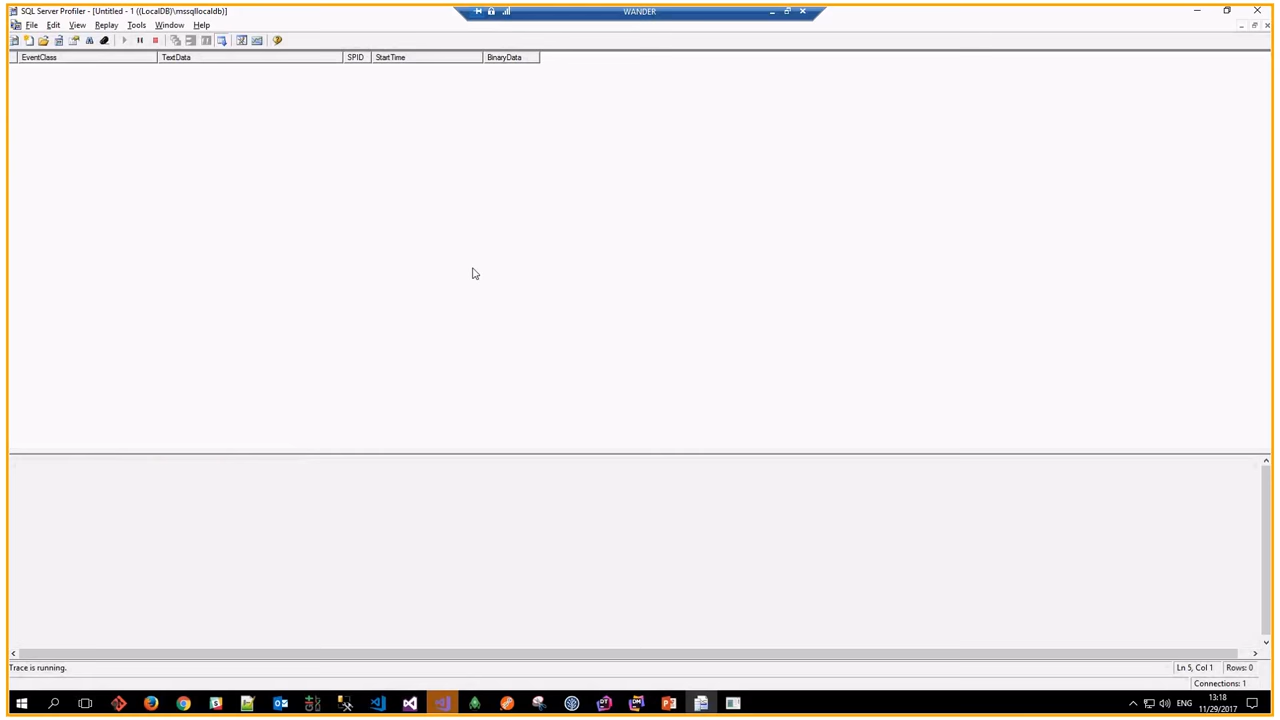 SQL Server Profiler - [Untitled - 1 ((LocalDB)\mssqllocaldb)]
WANDER
File Edit View Replay Tools Window Help
EventClass TextData SPID StartTime BinaryData
Trace is running.
Ln 5, Col 1 Rows: 0
Connections: 1
ENG
13:18
11/29/2017